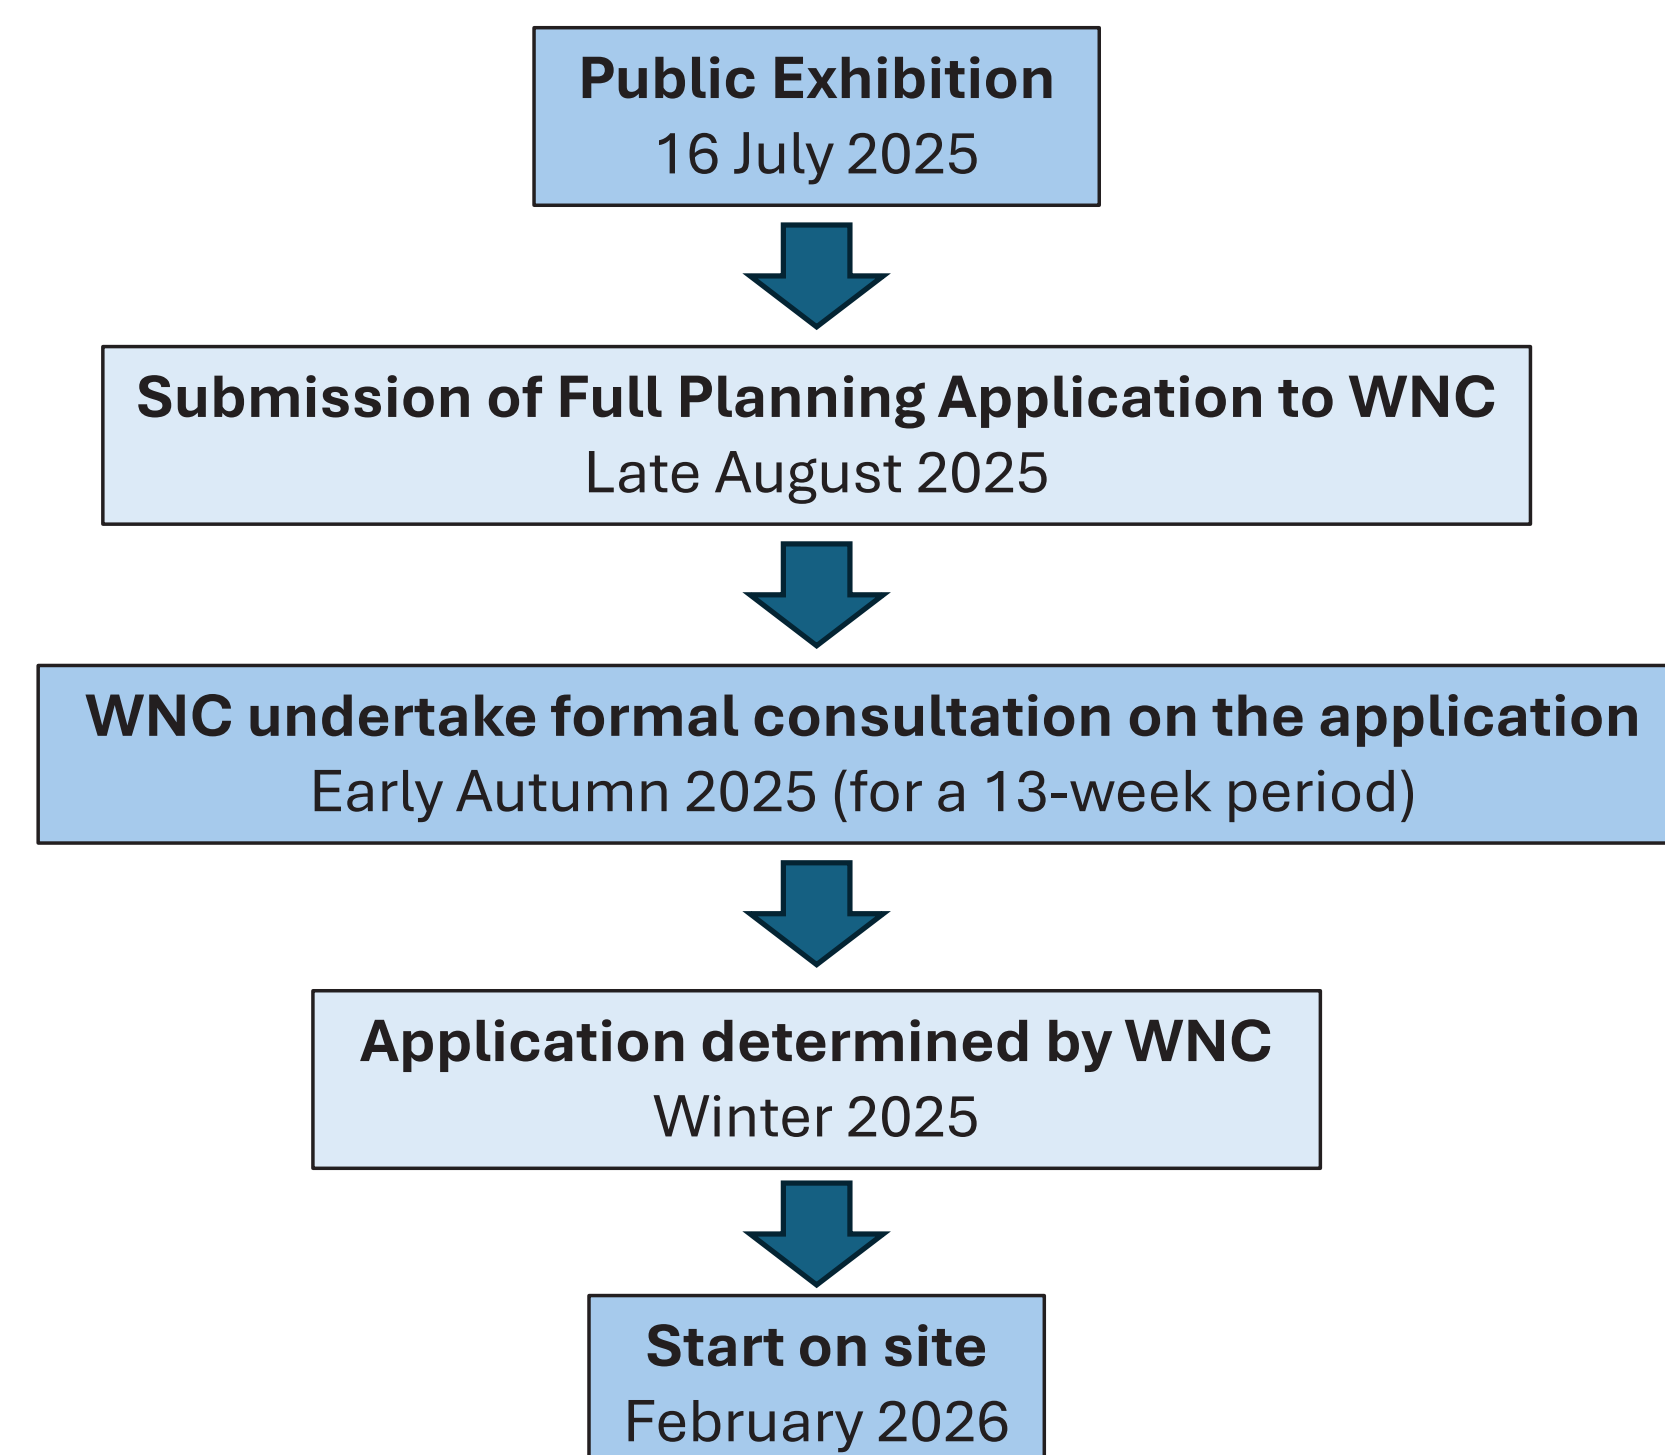 Public Exhibition
16 July 2025
Submission of Full Planning Application to WNC
Late August 2025
WNC undertake formal consultation on the application
Early Autumn 2025 (for a 13-week period)
Application determined by WNC
Winter 2025
Start on site
February 2026